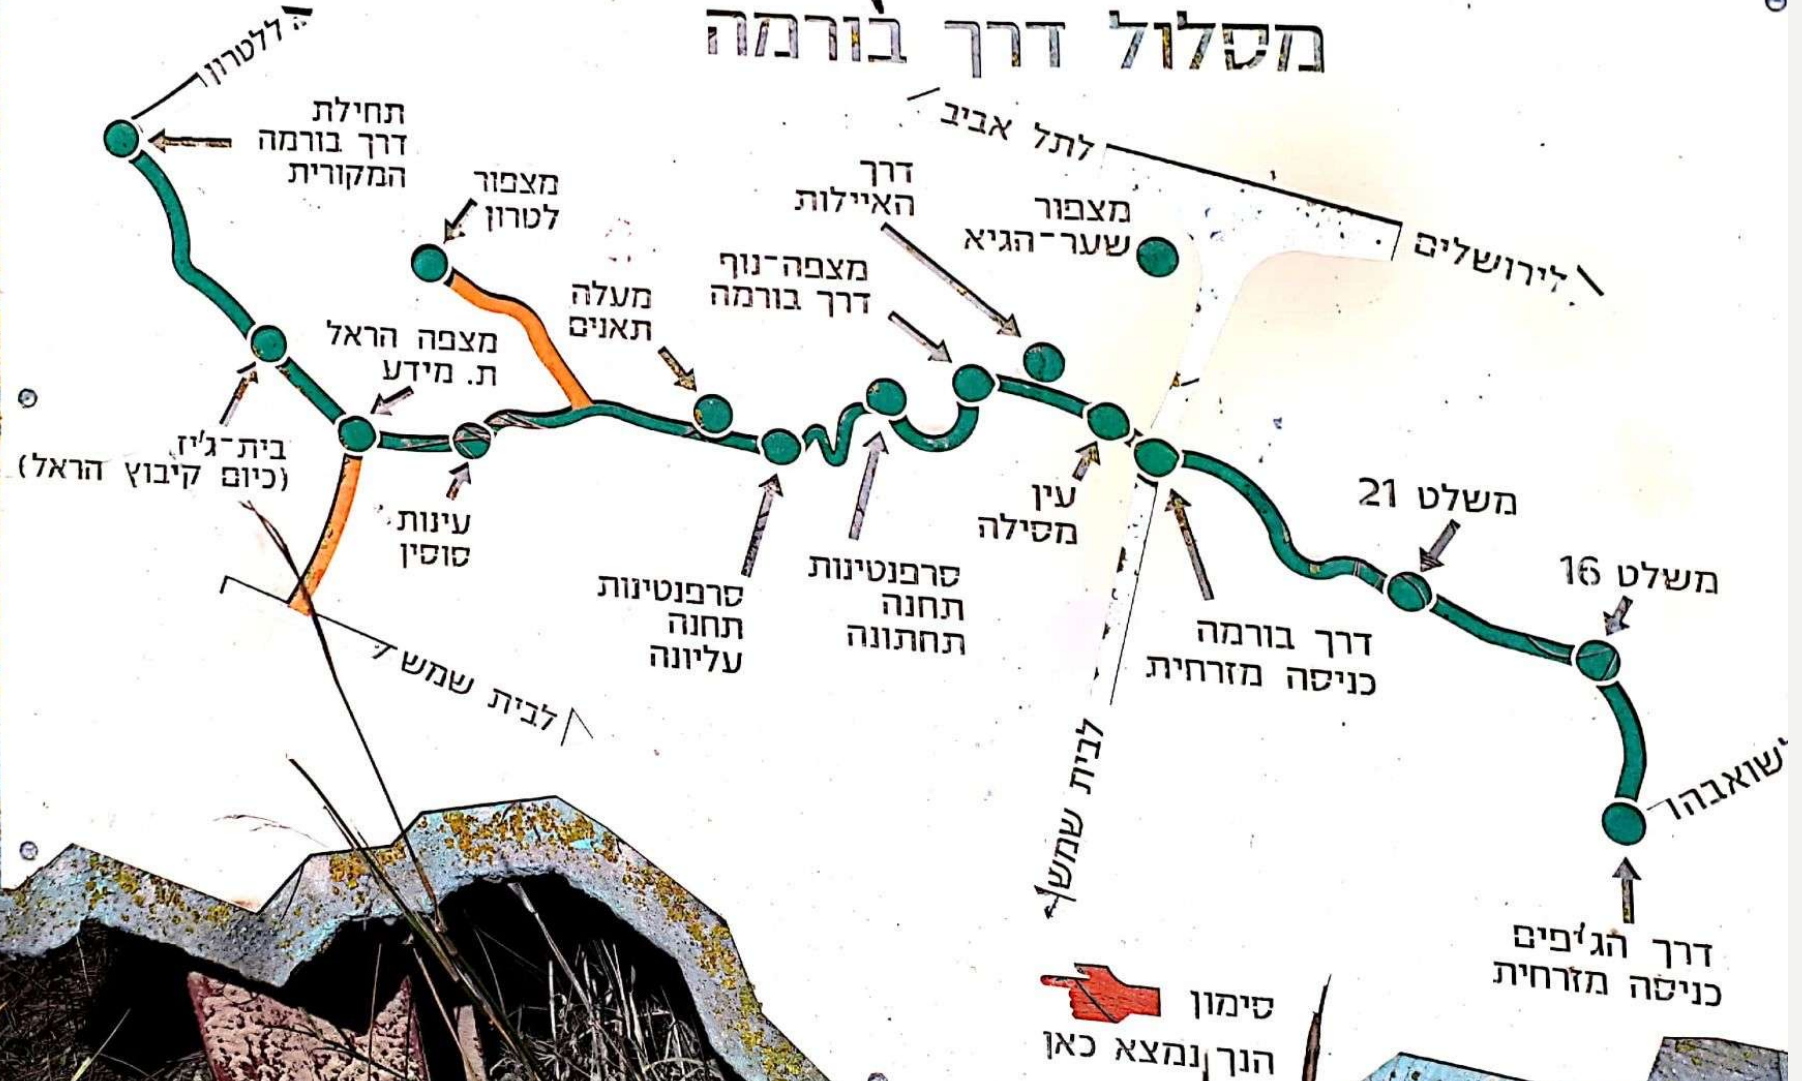 מסלול דרך בורמה
ללטרון
תחילת
דרך בורמה
המקורית
מצפור
לטרון
דרך
האיילות
לתל אביב
מצפור
שער-הגיא
לירושלים
מצפה-נוף
דרך בורמה
מעלה
תאנים
מצפה הראל
ת. מידע
בית-ג'יז
(כיום קיבוץ הראל)
עינות
סוסין
סרפנטינות
תחנה
עליונה
סרפנטינות
תחנה
תחתונה
עין
מסילה
משלט 21
משלט 16
דרך בורמה
כניסה מזרחית
לבית שמש
לבית שמש
שואבה
דרך הג'יפים
כניסה מזרחית
סימון
הנך נמצא כאן